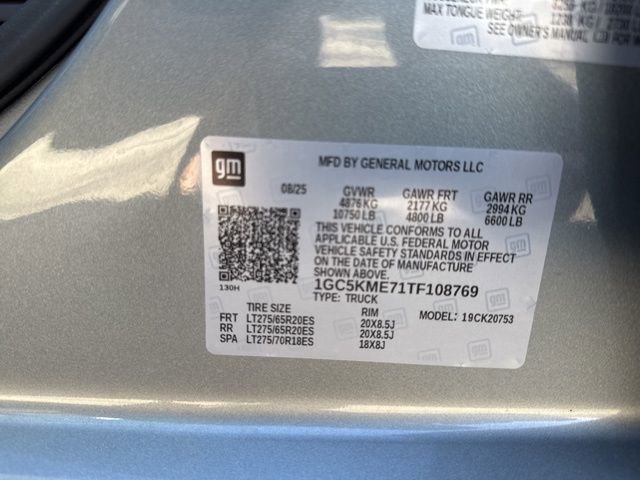 MAX TONGUE WEIGHT
1238 KG / 2730
SEE OWNER'S MANUAL
gm
MFD BY GENERAL MOTORS LLC
08/25 GVWR GAWR FRT GAWR RR
4876 KG 2177 KG 2994 KG
10750 LB 4800 LB 6600 LB
THIS VEHICLE CONFORMS TO ALL
APPLICABLE U.S. FEDERAL MOTOR
VEHICLE SAFETY STANDARDS IN EFFECT
ON THE DATE OF MANUFACTURE
SHOWN ABOVE.
130H 1GC5KME71TF108769
TYPE: TRUCK
TIRE SIZE RIM MODEL: 19CK20753
FRT LT275/65R20ES 20X8.5J
RR LT275/65R20ES 20X8.5J
SPA LT275/70R18ES 18X8J